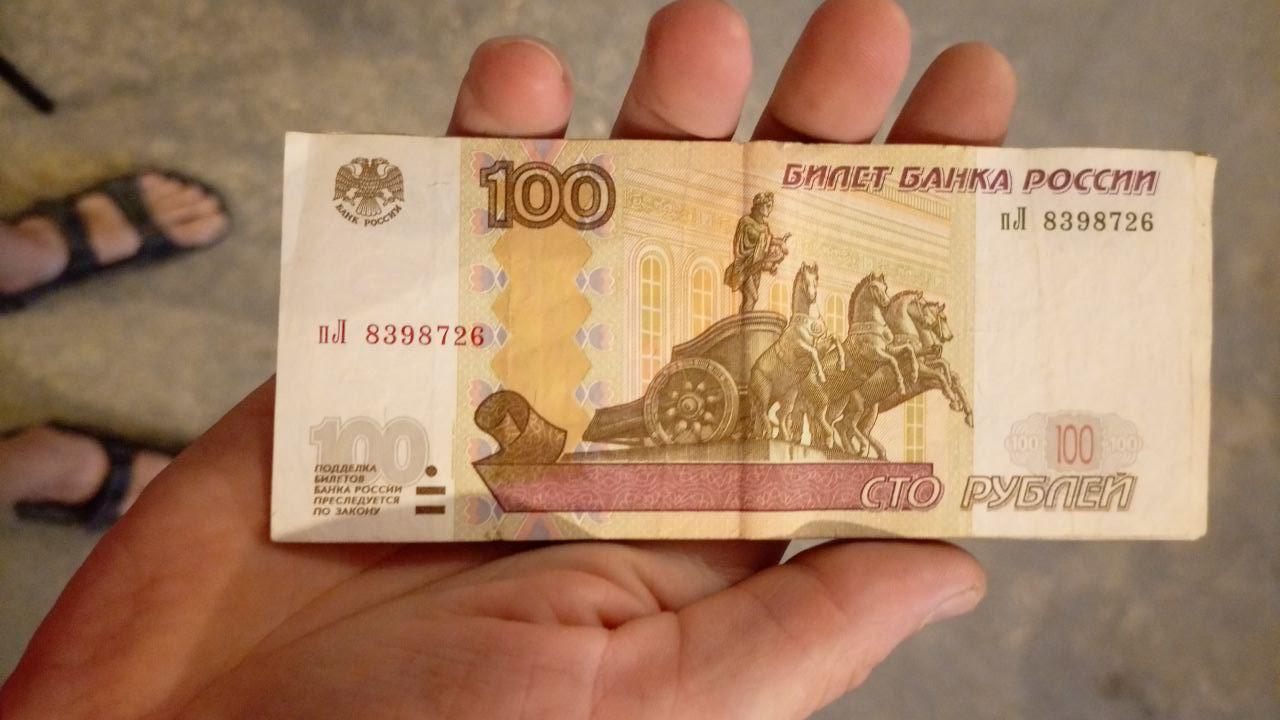 БАНК РОССИИ
100
БИЛЕТ БАНКА РОССИИ
пЛ 8398726
пЛ 8398726
100
ПОДДЕЛКА
БИЛЕТОВ
БАНКА РОССИИ
ПРЕСЛЕДУЕТСЯ
ПО ЗАКОНУ
100 100 100
СТО РУБЛЕЙ